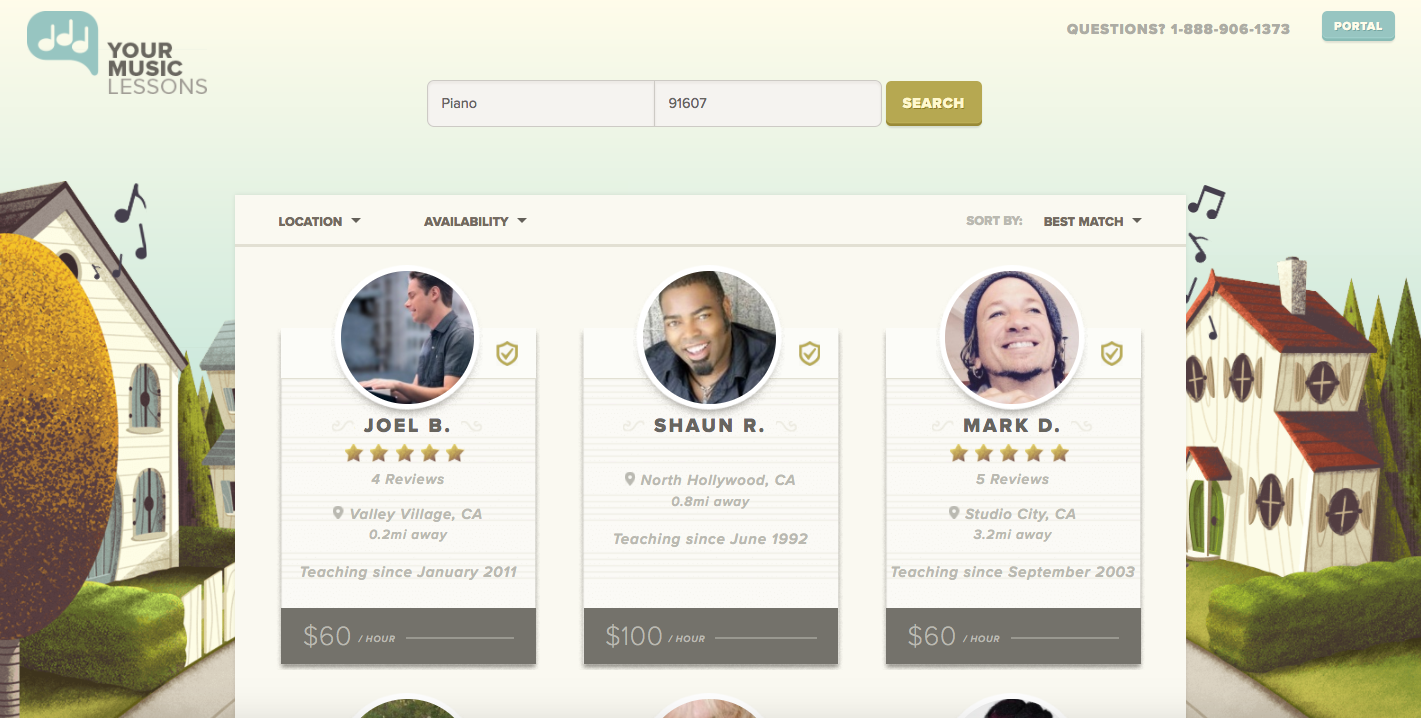 QUESTIONS? 1-888-906-1373
PORTAL
YOUR
MUSIC
LESSONS
Piano
91607
SEARCH
LOCATION
AVAILABILITY
SORT BY:
BEST MATCH
JOEL B.
4 Reviews
Valley Village, CA
0.2mi away
Teaching since January 2011
$60 / HOUR
SHAUN R.
North Hollywood, CA
0.8mi away
Teaching since June 1992
$100 / HOUR
MARK D.
5 Reviews
Studio City, CA
3.2mi away
Teaching since September 2003
$60 / HOUR